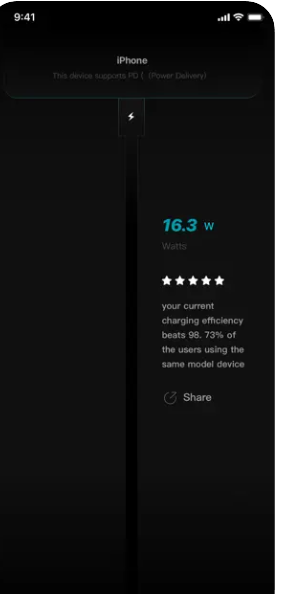 9:41
iPhone
This device supports PD ( (Power Delivery)
16.3 W
Watts
your current
charging efficiency
beats 98. 73% of
the users using the
same model device
Share